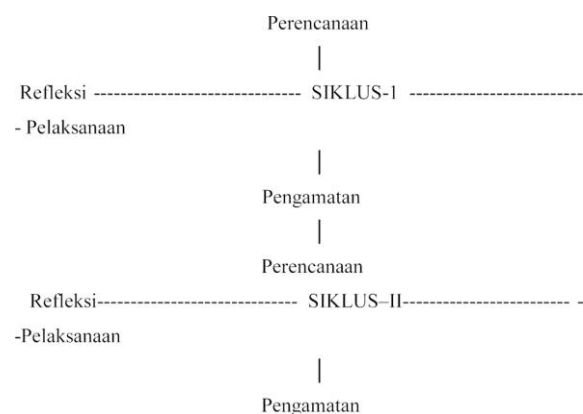 Perencanaan
|
Refleksi ------------------------------ SIKLUS-1 -------------------------
- Pelaksanaan
|
Pengamatan
|
Perencanaan
Refleksi----------------------------- SIKLUS–II------------------------ -
-Pelaksanaan
|
Pengamatan